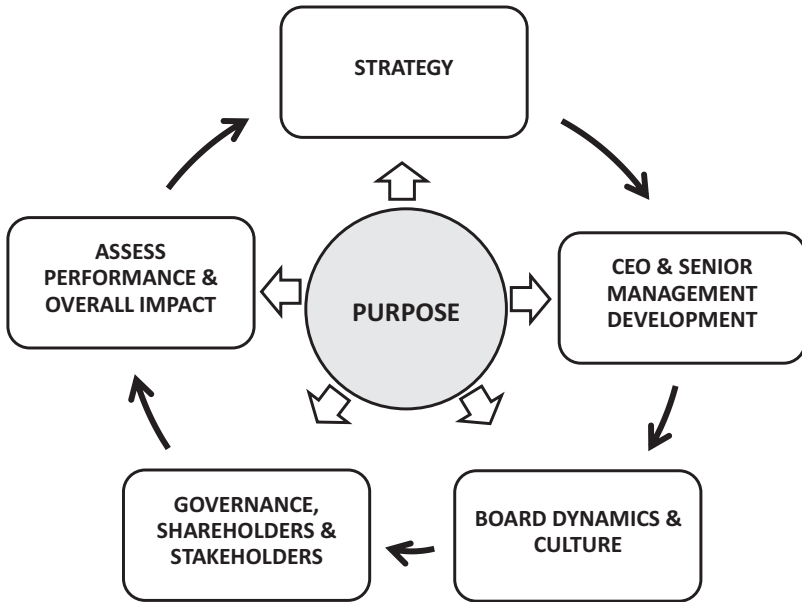 STRATEGY
ASSESS
PERFORMANCE &
OVERALL IMPACT
PURPOSE
CEO & SENIOR
MANAGEMENT
DEVELOPMENT
GOVERNANCE,
SHAREHOLDERS &
STAKEHOLDERS
BOARD DYNAMICS &
CULTURE